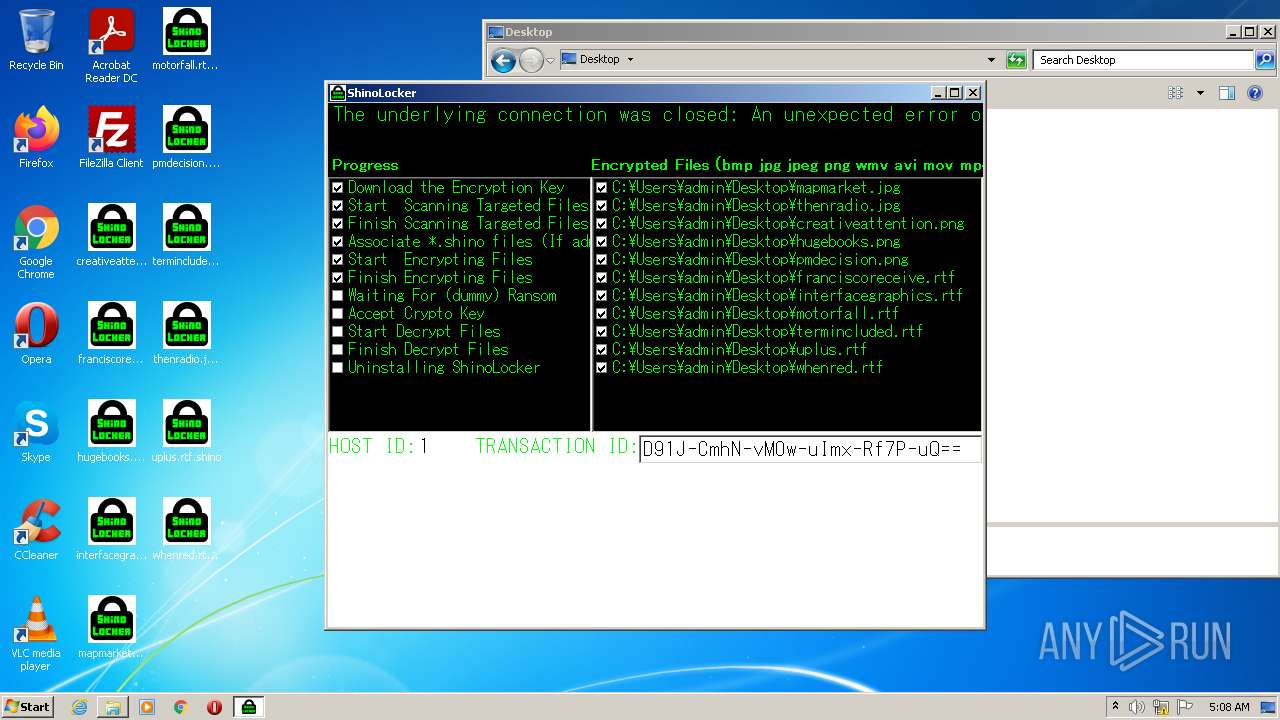 Recycle Bin
Acrobat
Reader DC
SHiNO
LOCKER
motorfall.rt...
Firefox
FileZilla Client
SHiNO
LOCKER
pmdecision....
Google
Chrome
SHiNO
LOCKER
creativeatte...
SHiNO
LOCKER
terminclude...
Opera
SHiNO
LOCKER
franciscore...
SHiNO
LOCKER
thenradio.j...
Skype
SHiNO
LOCKER
hugebooks....
SHiNO
LOCKER
uplus.rtf.shino
CCleaner
SHiNO
LOCKER
interfacegra...
SHiNO
LOCKER
whenred.rt...
VLC media
player
SHiNO
LOCKER
mapmarket...
Desktop
Desktop
Search Desktop
ShinoLocker
The underlying connection was closed: An unexpected error o
Progress
Download the Encryption Key
Start Scanning Targeted Files
Finish Scanning Targeted Files
Associate *.shino files (If ad
Start Encrypting Files
Finish Encrypting Files
Waiting For (dummy) Ransom
Accept Crypto Key
Start Decrypt Files
Finish Decrypt Files
Uninstalling ShinoLocker
Encrypted Files (bmp jpg jpeg png wmv avi mov mp
C:¥Users¥admin¥Desktop¥mapmarket.jpg
C:¥Users¥admin¥Desktop¥thenradio.jpg
C:¥Users¥admin¥Desktop¥creativeattention.png
C:¥Users¥admin¥Desktop¥hugebooks.png
C:¥Users¥admin¥Desktop¥pmdecision.png
C:¥Users¥admin¥Desktop¥franciscoreceive.rtf
C:¥Users¥admin¥Desktop¥interfacegraphics.rtf
C:¥Users¥admin¥Desktop¥motorfall.rtf
C:¥Users¥admin¥Desktop¥termincluded.rtf
C:¥Users¥admin¥Desktop¥uplus.rtf
C:¥Users¥admin¥Desktop¥whenred.rtf
HOST ID: 1 TRANSACTION ID: D91J-CmhN-vMOw-uImx-Rf7P-uQ==
ANY RUN
Start
5:08 AM